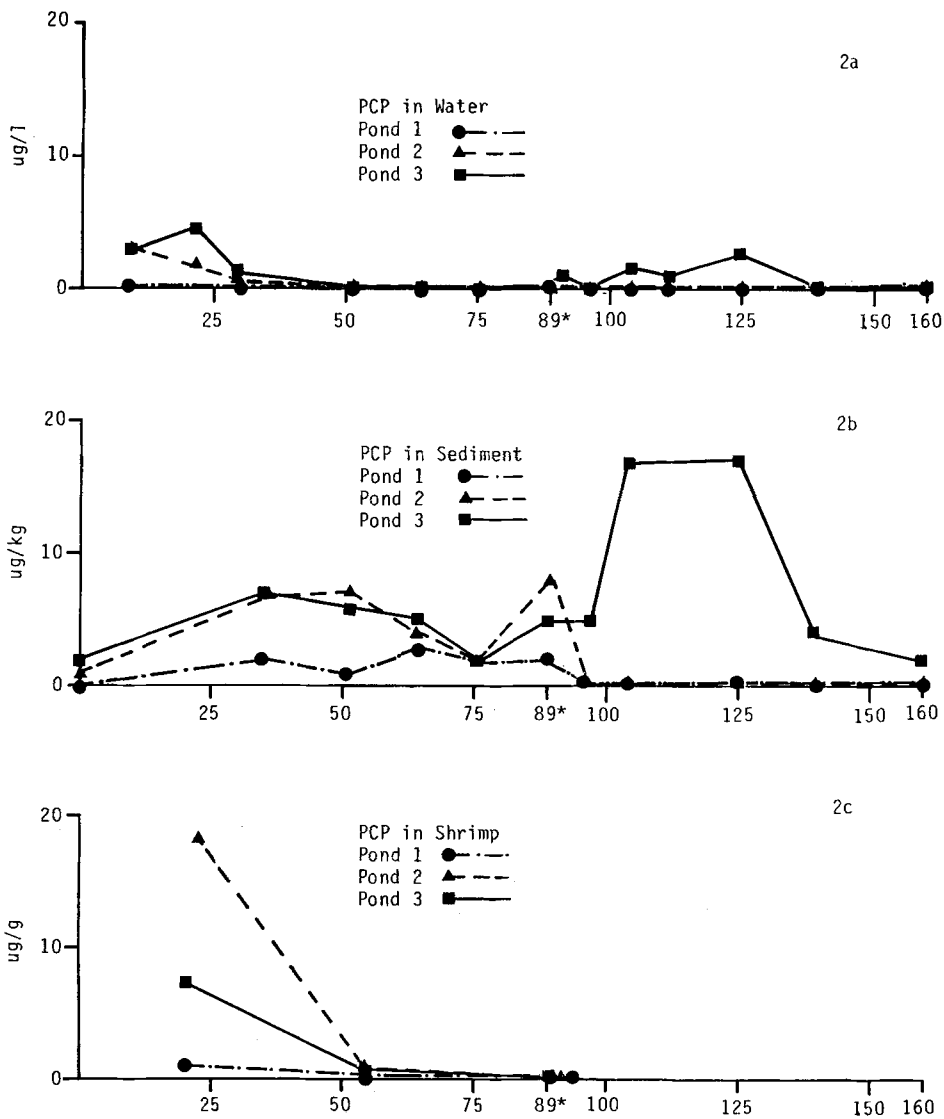 20
2a
PCP in Water
Pond 1
Pond 2
Pond 3
ug/l
10
0
25 50 75 89* 100 125 150 160
20
2b
PCP in Sediment
Pond 1
Pond 2
Pond 3
ug/kg
10
0
25 50 75 89* 100 125 150 160
20
2c
PCP in Shrimp
Pond 1
Pond 2
Pond 3
ug/g
10
0
25 50 75 89* 100 125 150 160